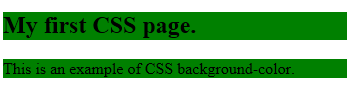 My first CSS page.
This is an example of CSS background-color.